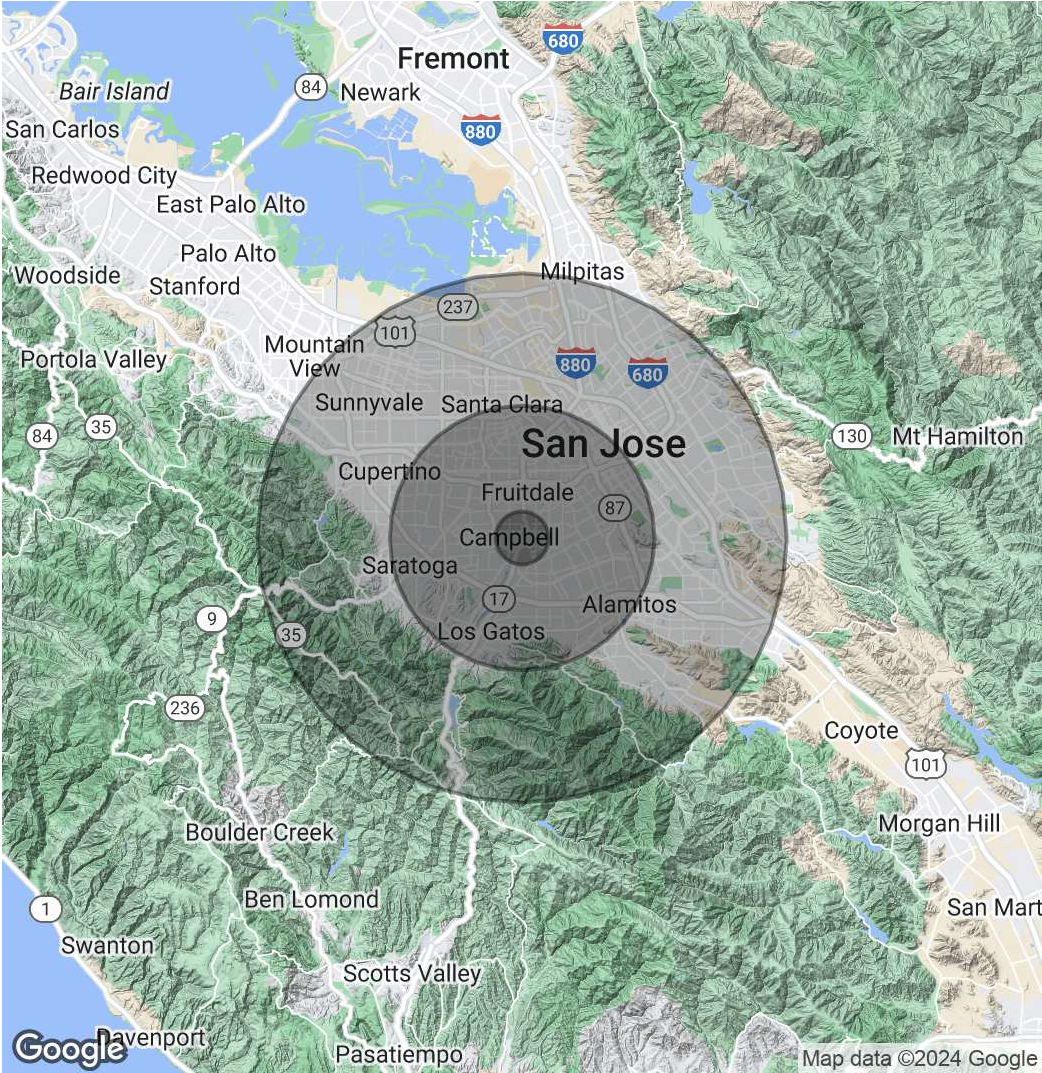 680
Fremont
84
Newark
Bair Island
880
San Carlos
Redwood City
East Palo Alto
Palo Alto
Milpitas
Woodside
Stanford
237
101
Mountain
View
Portola Valley
880
680
Sunnyvale
Santa Clara
35
84
San Jose
130
Mt Hamilton
Cupertino
Fruitdale
87
Campbell
Saratoga
17
Alamitos
9
35
Los Gatos
236
Coyote
101
Boulder Creek
Morgan Hill
Ben Lomond
1
San Mart
Swanton
Scotts Valley
Davenport
Google
Pasatiempo
Map data ©2024 Google